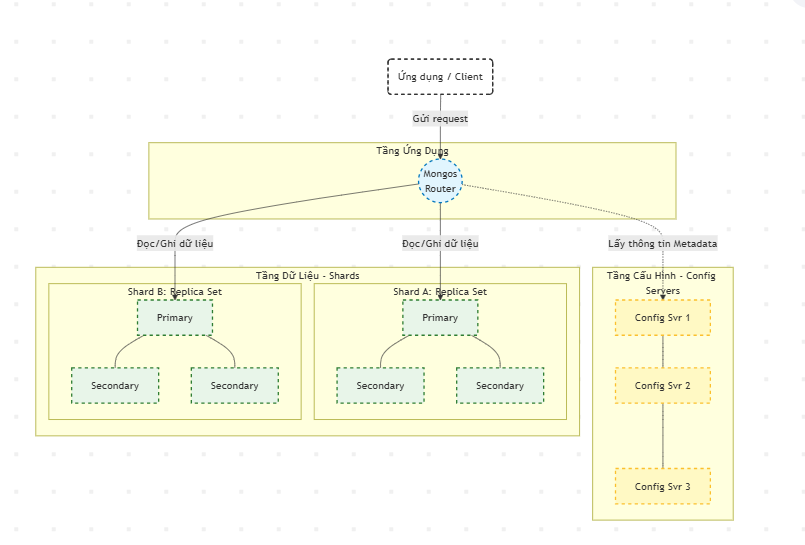 Ứng dụng / Client
Gửi request
Tầng Ứng Dụng
Mongos
Router
Đọc/Ghi dữ liệu
Đọc/Ghi dữ liệu
Lấy thông tin Metadata
Tầng Dữ Liệu - Shards
Tầng Cấu Hình - Config
Servers
Shard B: Replica Set
Shard A: Replica Set
Primary
Primary
Config Svr 1
Secondary
Secondary
Secondary
Secondary
Config Svr 2
Config Svr 3